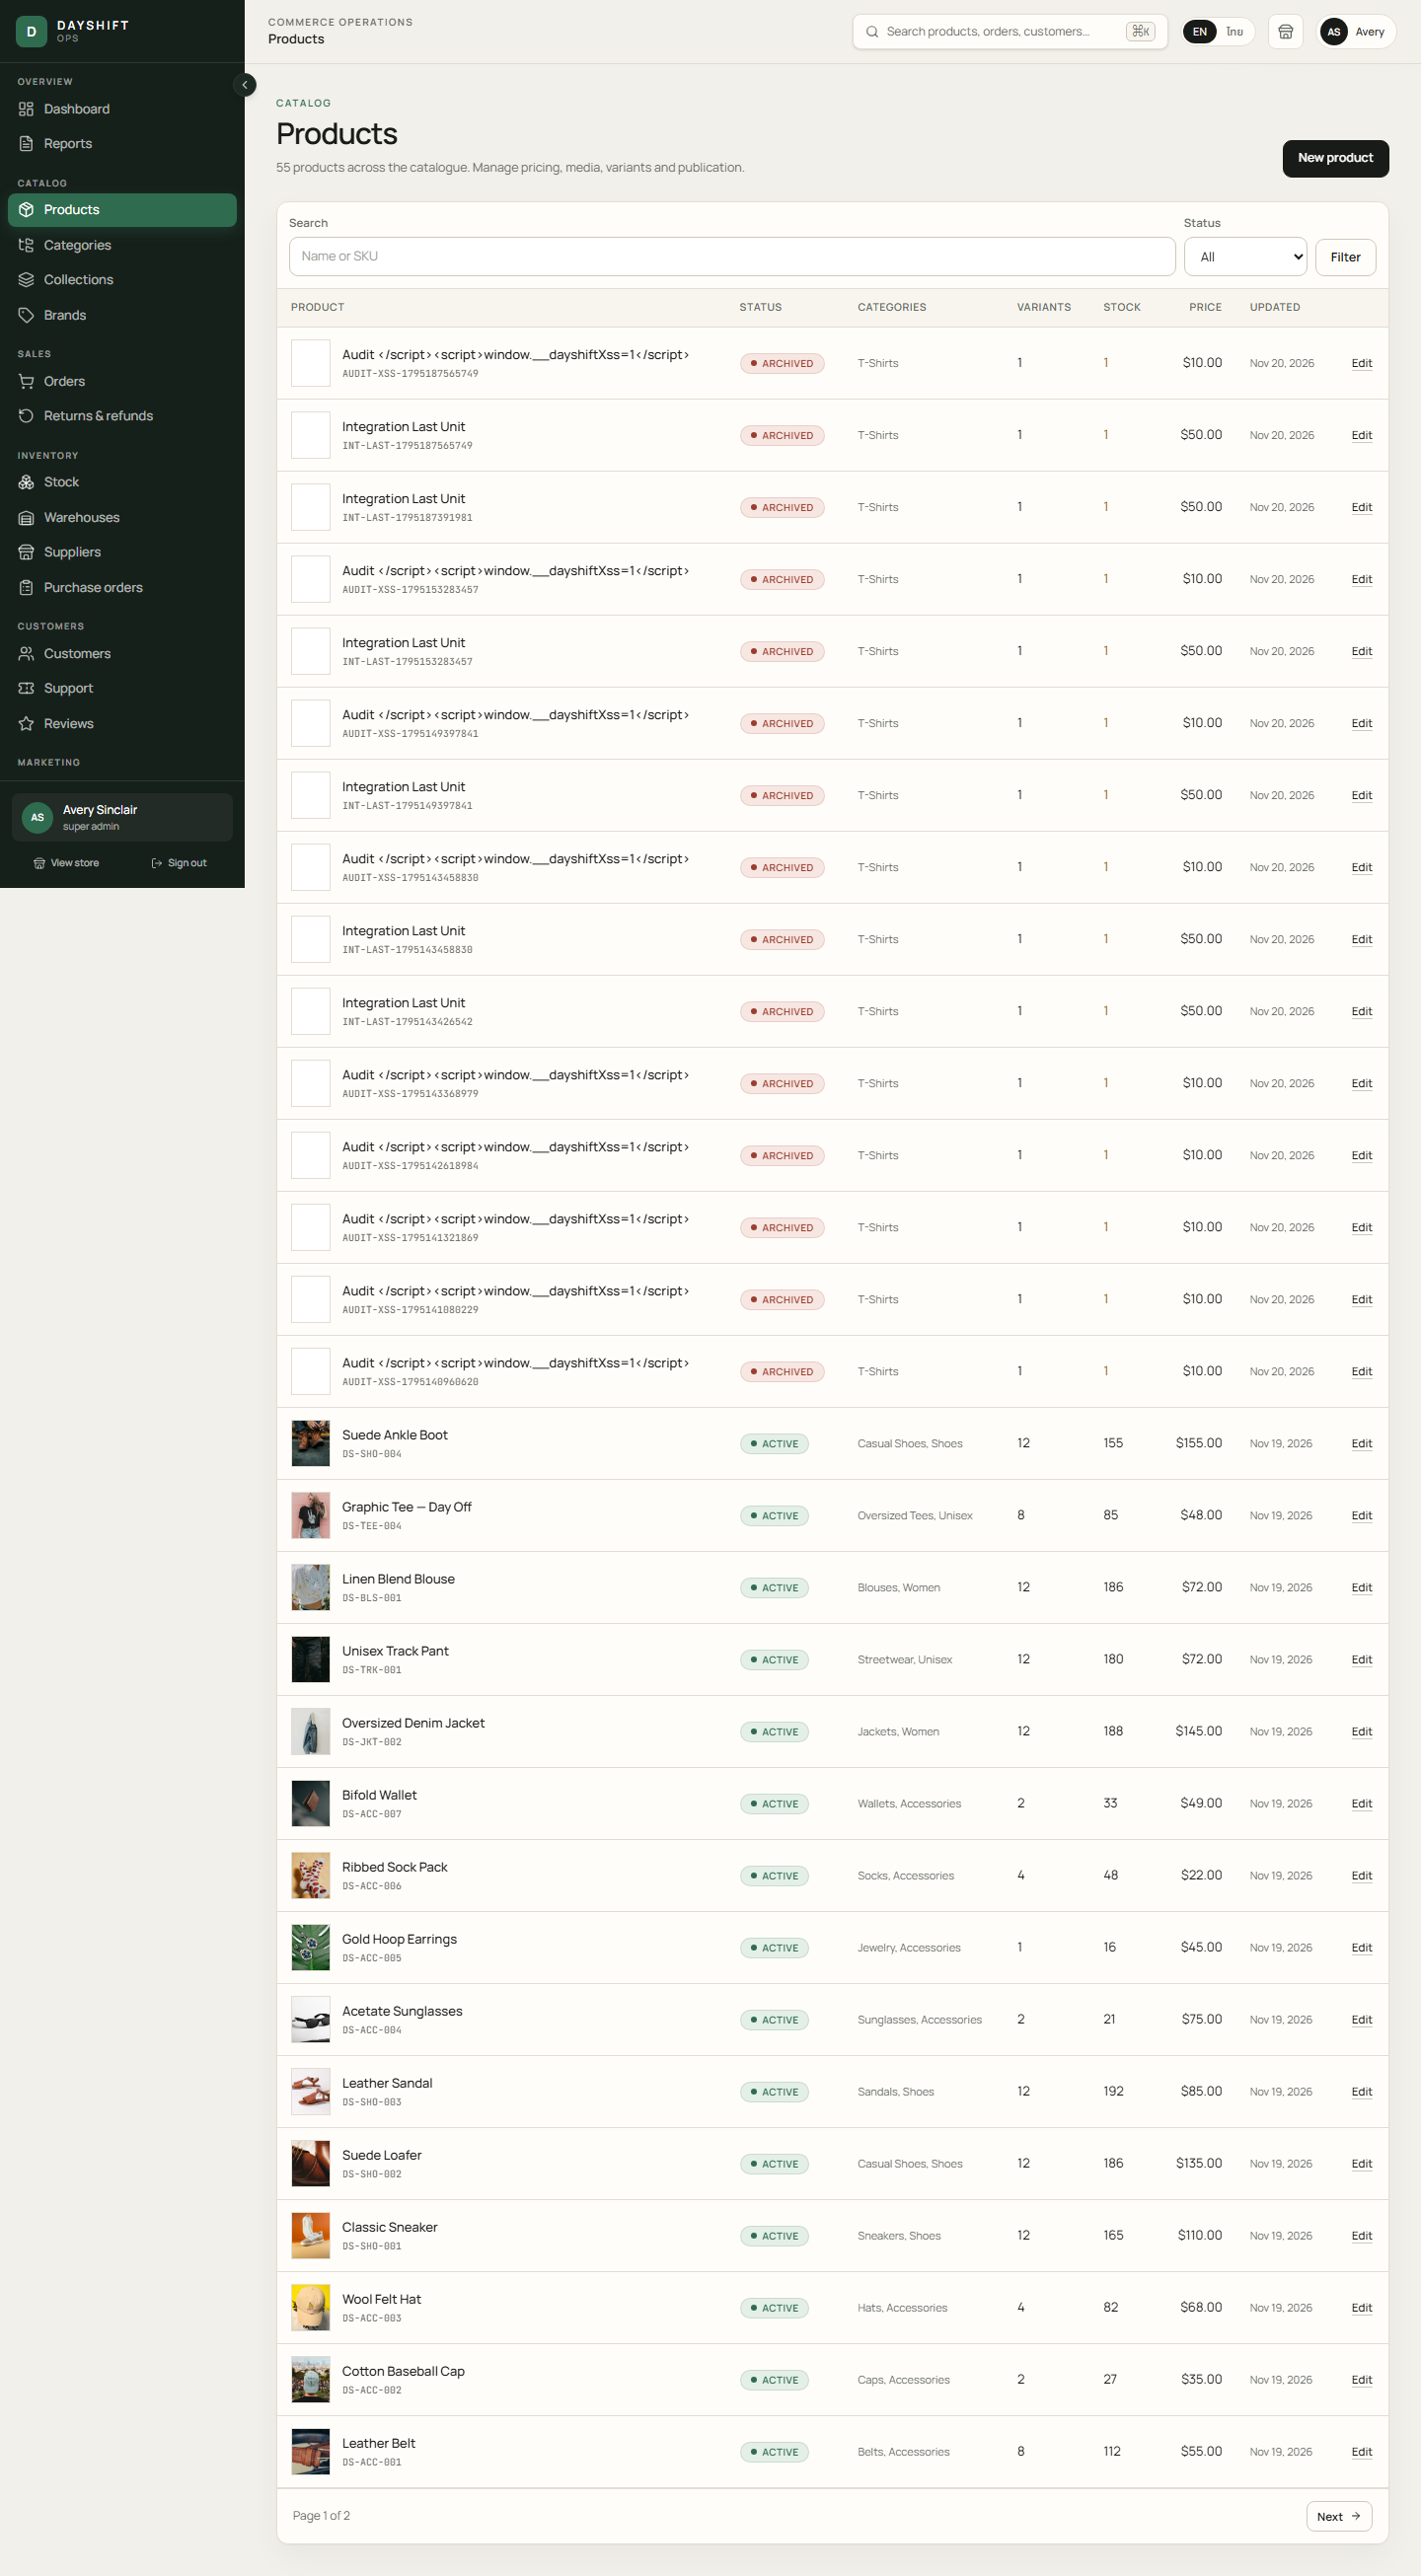 D DAYSHIFT
OPS
OVERVIEW
Dashboard
Reports
CATALOG
Products
Categories
Collections
Brands
SALES
Orders
Returns & refunds
INVENTORY
Stock
Warehouses
Suppliers
Purchase orders
CUSTOMERS
Customers
Support
Reviews
MARKETING
AS Avery Sinclair
super admin
View store Sign out
COMMERCE OPERATIONS
Products
Search products, orders, customers... ⌘K EN ไทย AS Avery
CATALOG
Products
55 products across the catalogue. Manage pricing, media, variants and publication.
New product
Search Status
Name or SKU All Filter
PRODUCT STATUS CATEGORIES VARIANTS STOCK PRICE UPDATED
Audit </script><script>window.__dayshiftXss=1</script>
AUDIT-XSS-1795187565749
ARCHIVED T-Shirts 1 1 $10.00 Nov 20, 2026 Edit
Integration Last Unit
INT-LAST-1795187565749
ARCHIVED T-Shirts 1 1 $50.00 Nov 20, 2026 Edit
Integration Last Unit
INT-LAST-1795187391981
ARCHIVED T-Shirts 1 1 $50.00 Nov 20, 2026 Edit
Audit </script><script>window.__dayshiftXss=1</script>
AUDIT-XSS-1795153283457
ARCHIVED T-Shirts 1 1 $10.00 Nov 20, 2026 Edit
Integration Last Unit
INT-LAST-1795153283457
ARCHIVED T-Shirts 1 1 $50.00 Nov 20, 2026 Edit
Audit </script><script>window.__dayshiftXss=1</script>
AUDIT-XSS-1795149397841
ARCHIVED T-Shirts 1 1 $10.00 Nov 20, 2026 Edit
Integration Last Unit
INT-LAST-1795149397841
ARCHIVED T-Shirts 1 1 $50.00 Nov 20, 2026 Edit
Audit </script><script>window.__dayshiftXss=1</script>
AUDIT-XSS-1795143458830
ARCHIVED T-Shirts 1 1 $10.00 Nov 20, 2026 Edit
Integration Last Unit
INT-LAST-1795143458830
ARCHIVED T-Shirts 1 1 $50.00 Nov 20, 2026 Edit
Integration Last Unit
INT-LAST-1795143426542
ARCHIVED T-Shirts 1 1 $50.00 Nov 20, 2026 Edit
Audit </script><script>window.__dayshiftXss=1</script>
AUDIT-XSS-1795143368979
ARCHIVED T-Shirts 1 1 $10.00 Nov 20, 2026 Edit
Audit </script><script>window.__dayshiftXss=1</script>
AUDIT-XSS-1795142618984
ARCHIVED T-Shirts 1 1 $10.00 Nov 20, 2026 Edit
Audit </script><script>window.__dayshiftXss=1</script>
AUDIT-XSS-1795141321869
ARCHIVED T-Shirts 1 1 $10.00 Nov 20, 2026 Edit
Audit </script><script>window.__dayshiftXss=1</script>
AUDIT-XSS-1795141080229
ARCHIVED T-Shirts 1 1 $10.00 Nov 20, 2026 Edit
Audit </script><script>window.__dayshiftXss=1</script>
AUDIT-XSS-1795140960620
ARCHIVED T-Shirts 1 1 $10.00 Nov 20, 2026 Edit
Suede Ankle Boot
DS-SHO-004
ACTIVE Casual Shoes, Shoes 12 155 $155.00 Nov 19, 2026 Edit
Graphic Tee — Day Off
DS-TEE-004
ACTIVE Oversized Tees, Unisex 8 85 $48.00 Nov 19, 2026 Edit
Linen Blend Blouse
DS-BLS-001
ACTIVE Blouses, Women 12 186 $72.00 Nov 19, 2026 Edit
Unisex Track Pant
DS-TRK-001
ACTIVE Streetwear, Unisex 12 180 $72.00 Nov 19, 2026 Edit
Oversized Denim Jacket
DS-JKT-002
ACTIVE Jackets, Women 12 188 $145.00 Nov 19, 2026 Edit
Bifold Wallet
DS-ACC-007
ACTIVE Wallets, Accessories 2 33 $49.00 Nov 19, 2026 Edit
Ribbed Sock Pack
DS-ACC-006
ACTIVE Socks, Accessories 4 48 $22.00 Nov 19, 2026 Edit
Gold Hoop Earrings
DS-ACC-005
ACTIVE Jewelry, Accessories 1 16 $45.00 Nov 19, 2026 Edit
Acetate Sunglasses
DS-ACC-004
ACTIVE Sunglasses, Accessories 2 21 $75.00 Nov 19, 2026 Edit
Leather Sandal
DS-SHO-003
ACTIVE Sandals, Shoes 12 192 $85.00 Nov 19, 2026 Edit
Suede Loafer
DS-SHO-002
ACTIVE Casual Shoes, Shoes 12 186 $135.00 Nov 19, 2026 Edit
Classic Sneaker
DS-SHO-001
ACTIVE Sneakers, Shoes 12 165 $110.00 Nov 19, 2026 Edit
Wool Felt Hat
DS-ACC-003
ACTIVE Hats, Accessories 4 82 $68.00 Nov 19, 2026 Edit
Cotton Baseball Cap
DS-ACC-002
ACTIVE Caps, Accessories 2 27 $35.00 Nov 19, 2026 Edit
Leather Belt
DS-ACC-001
ACTIVE Belts, Accessories 8 112 $55.00 Nov 19, 2026 Edit
Page 1 of 2 Next